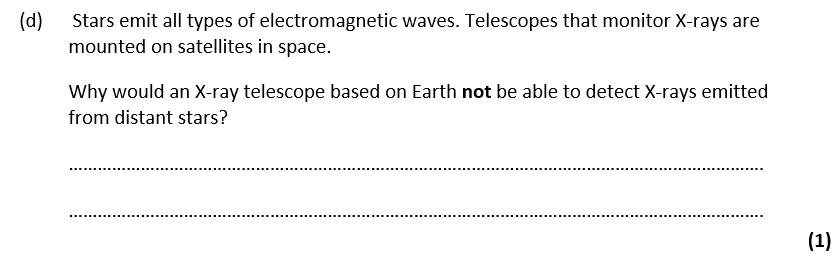 (d) Stars emit all types of electromagnetic waves. Telescopes that monitor X-rays are
mounted on satellites in space.
Why would an X-ray telescope based on Earth not be able to detect X-rays emitted
from distant stars?
(1)